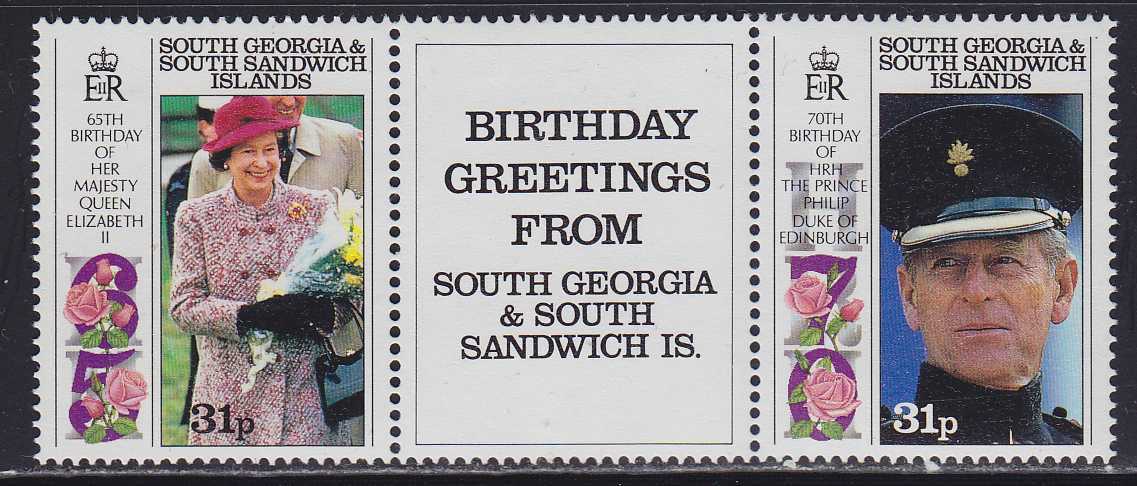 EIIR
65TH
BIRTHDAY
OF
HER
MAJESTY
QUEEN
ELIZABETH
II
65
SOUTH GEORGIA &
SOUTH SANDWICH
ISLANDS
31p
BIRTHDAY
GREETINGS
FROM
SOUTH GEORGIA
& SOUTH
SANDWICH IS.
EIIR
70TH
BIRTHDAY
OF
HRH
THE PRINCE
PHILIP
DUKE OF
EDINBURGH
70
SOUTH GEORGIA &
SOUTH SANDWICH
ISLANDS
31p